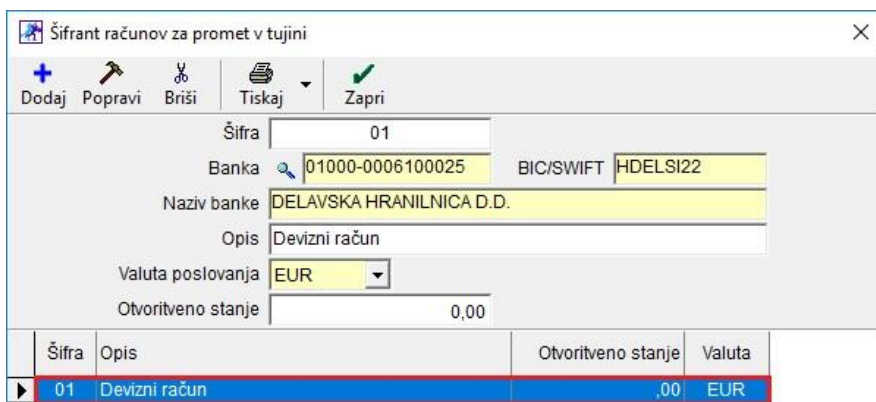 Šifrant računov za promet v tujini
Dodaj Popravi Briši Tiskaj Zapri
Šifra 01
Banka 01000-0006100025 BIC/SWIFT HDELSI22
Naziv banke DELAVSKA HRANILNICA D.D.
Opis Devizni račun
Valuta poslovanja EUR
Otvoritveno stanje 0,00
Šifra Opis Otvoritveno stanje Valuta
01 Devizni račun ,00 EUR